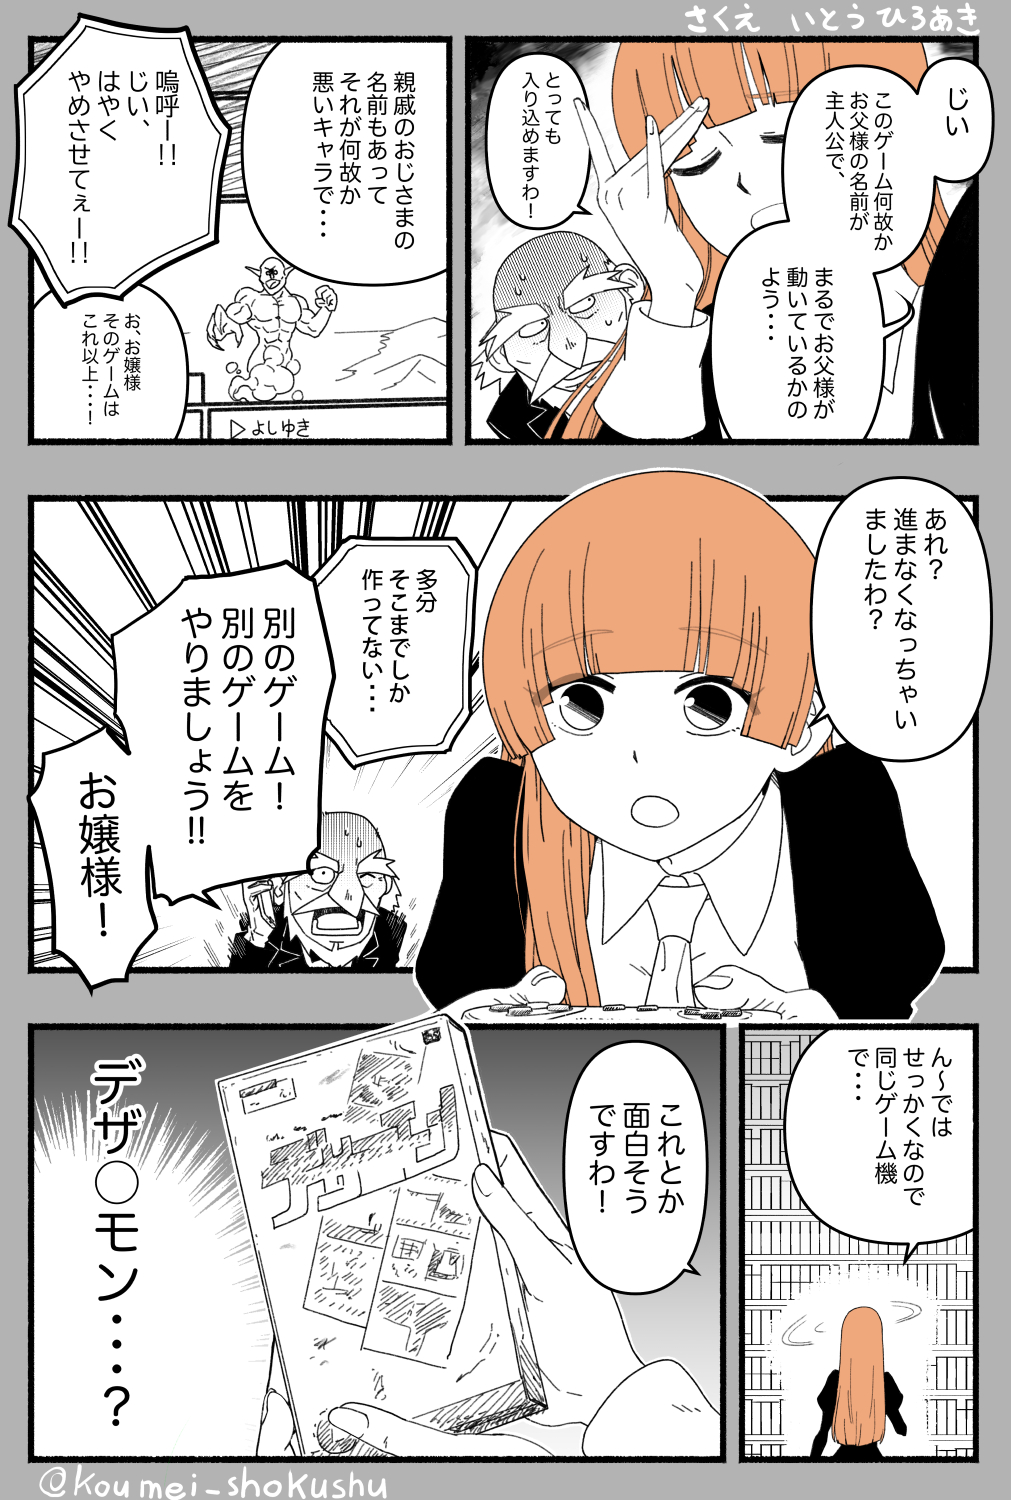 さくえ いとうひろあき
じい
このゲーム何故か
お父様の名前が
主人公で、
まるでお父様が
動いているかの
よう・・・
とっても
入り込めますわ！
親戚のおじさまの
名前もあって
それが何故か
悪いキャラで・・・
嗚呼ー!!
じい、
はやく
やめさせてぇー!!
お、お嬢様
そのゲームは
これ以上・・・！
▷よしゆき
あれ？
進まなくなっちゃい
ましたわ？
多分
そこまでしか
作ってない・・・
別のゲーム！
別のゲームを
やりましょう!!
お嬢様！
ん～では
せっかくなので
同じゲーム機
で・・・
これとか
面白そう
ですわ！
デザ○モン・・・？
@koumei_shokushu